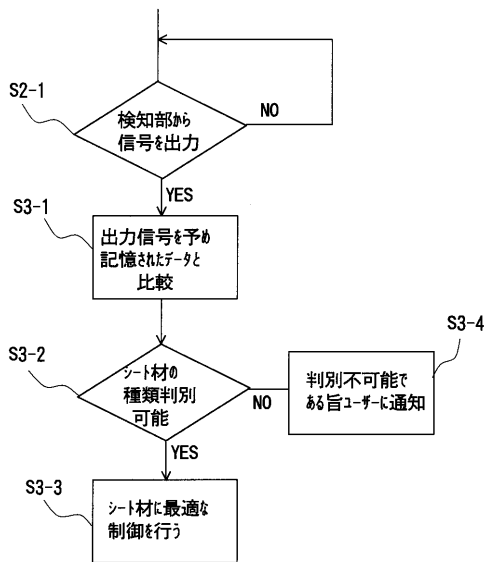 S2-1
検知部から
信号を出力
NO
YES
S3-1
出力信号を予め
記憶されたデータと
比較
S3-2
シート材の
種類判別
可能
NO
S3-4
判別不可能で
ある旨ユーザーに通知
YES
S3-3
シート材に最適な
制御を行う